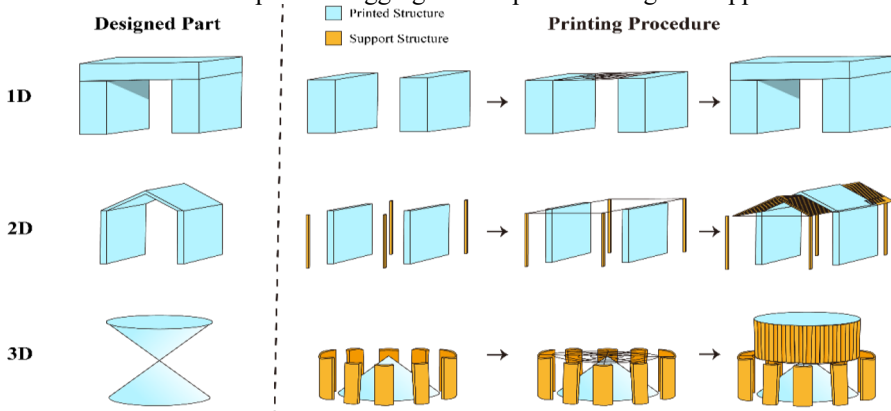 Designed Part
Printed Structure
Support Structure
Printing Procedure
1D
2D
3D